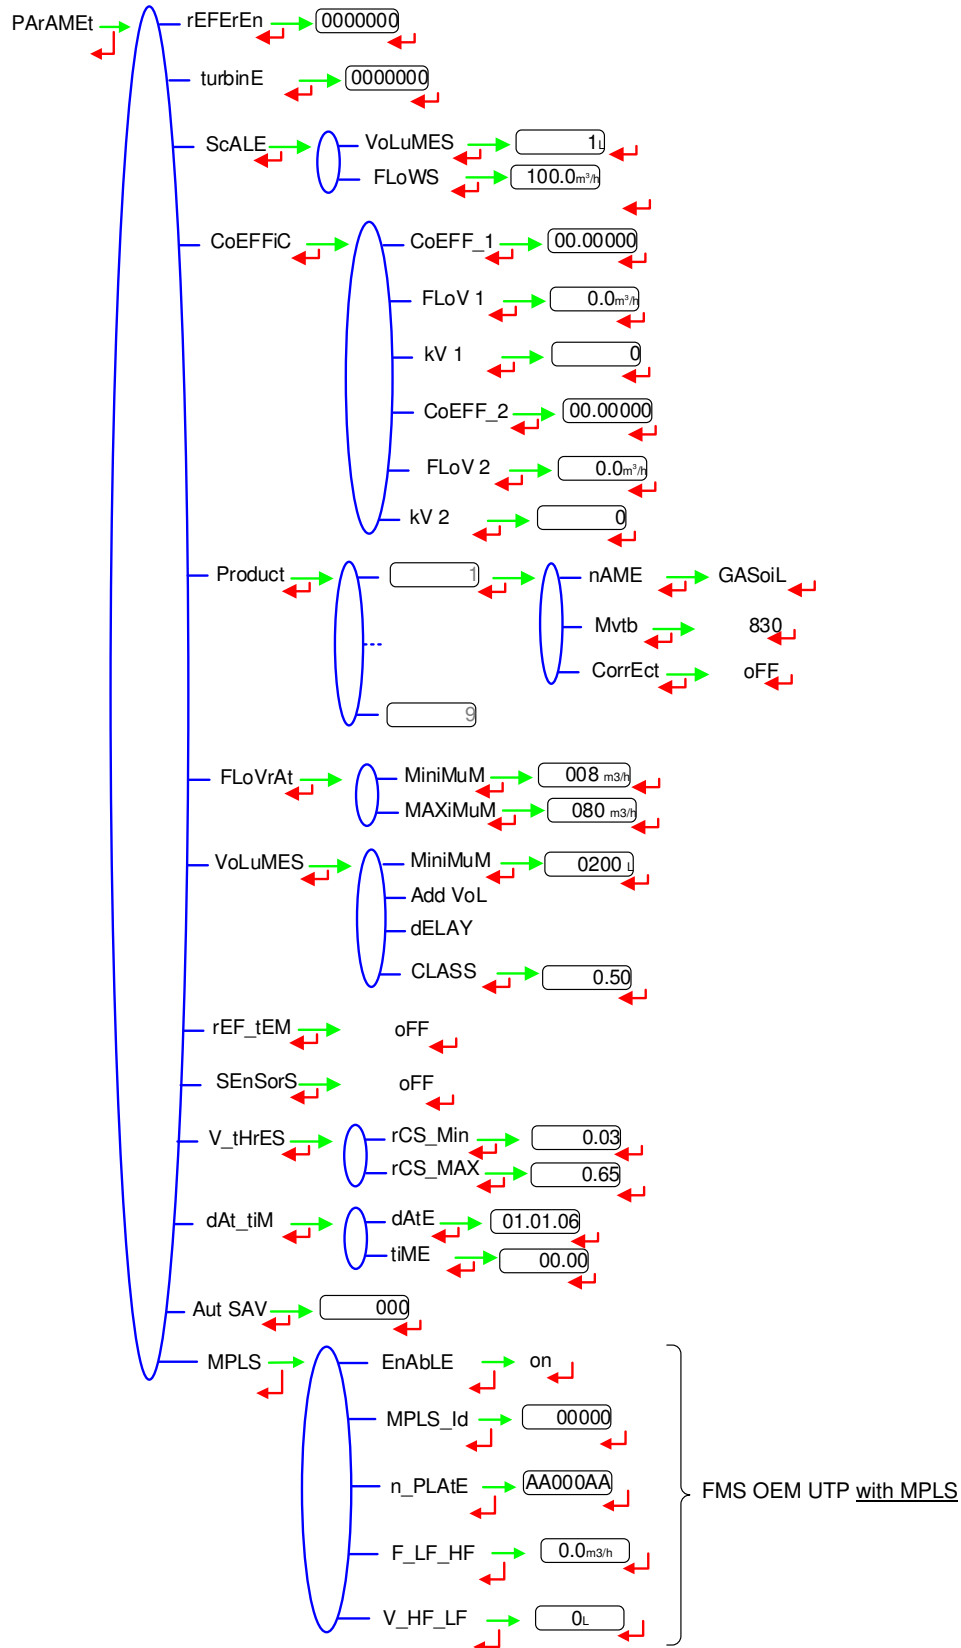 PArAMEt rEFErEn 0000000
turbinE 0000000
ScALE VoLuMES 1L
FLoWS 100.0m³/h
CoEFFiC CoEFF_1 00.00000
FLoV 1 0.0m³/h
kV 1 0
CoEFF_2 00.00000
FLoV 2 0.0m³/h
kV 2 0
Product 1 nAME GASoiL
Mvtb 830
CorrEct oFF
9
FLoVrAt MiniMuM 008 m3/h
MAXiMuM 080 m3/h
VoLuMES MiniMuM 0200 L
Add VoL
dELAY
CLASS 0.50
rEF_tEM oFF
SEnSorS oFF
V_tHrES rCS_Min 0.03
rCS_MAX 0.65
dAt_tiM dAtE 01.01.06
tiME 00.00
Aut SAV 000
MPLS EnAbLE on
MPLS_Id 00000
n_PLAtE AA000AA
FMS OEM UTP with MPLS
F_LF_HF 0.0m3/h
V_HF_LF 0L